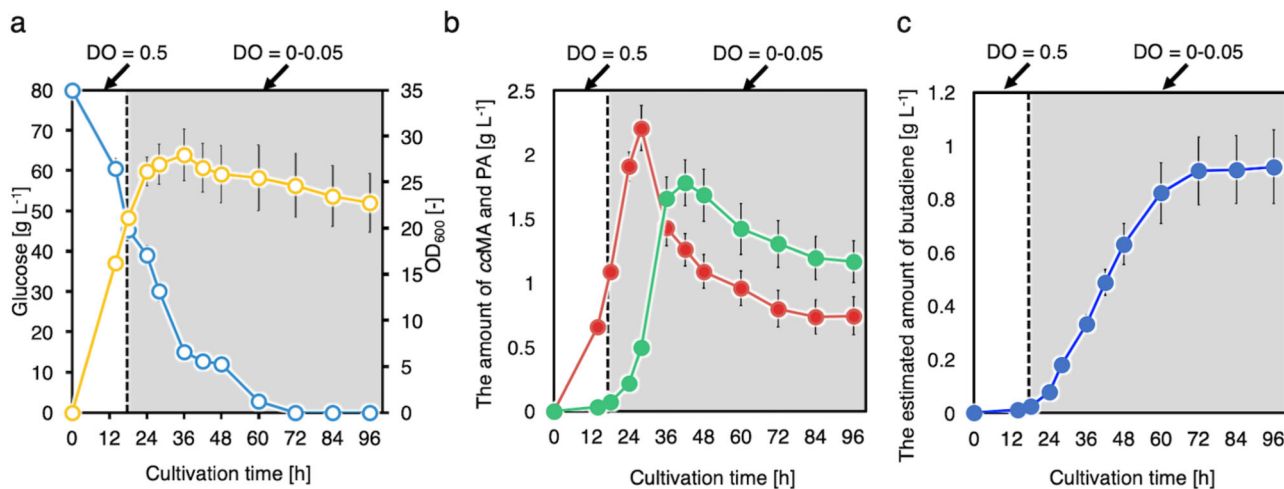 a
DO = 0.5
DO = 0-0.05
Glucose [g L⁻¹]
80
70
60
50
40
30
20
10
0
35
30
25
20
15
10
5
0
OD₆₀₀ [-]
0 12 24 36 48 60 72 84 96
Cultivation time [h]
b
DO = 0.5
DO = 0-0.05
The amount of ccMA and PA [g L⁻¹]
2.5
2
1.5
1
0.5
0
0 12 24 36 48 60 72 84 96
Cultivation time [h]
c
DO = 0.5
DO = 0-0.05
The estimated amount of butadiene [g L⁻¹]
1.2
1
0.8
0.6
0.4
0.2
0
0 12 24 36 48 60 72 84 96
Cultivation time [h]